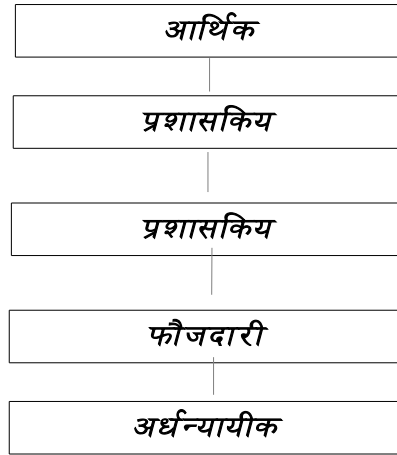 आर्थिक
प्रशासकिय
प्रशासकिय
फौजदारी
अर्धन्यायीक